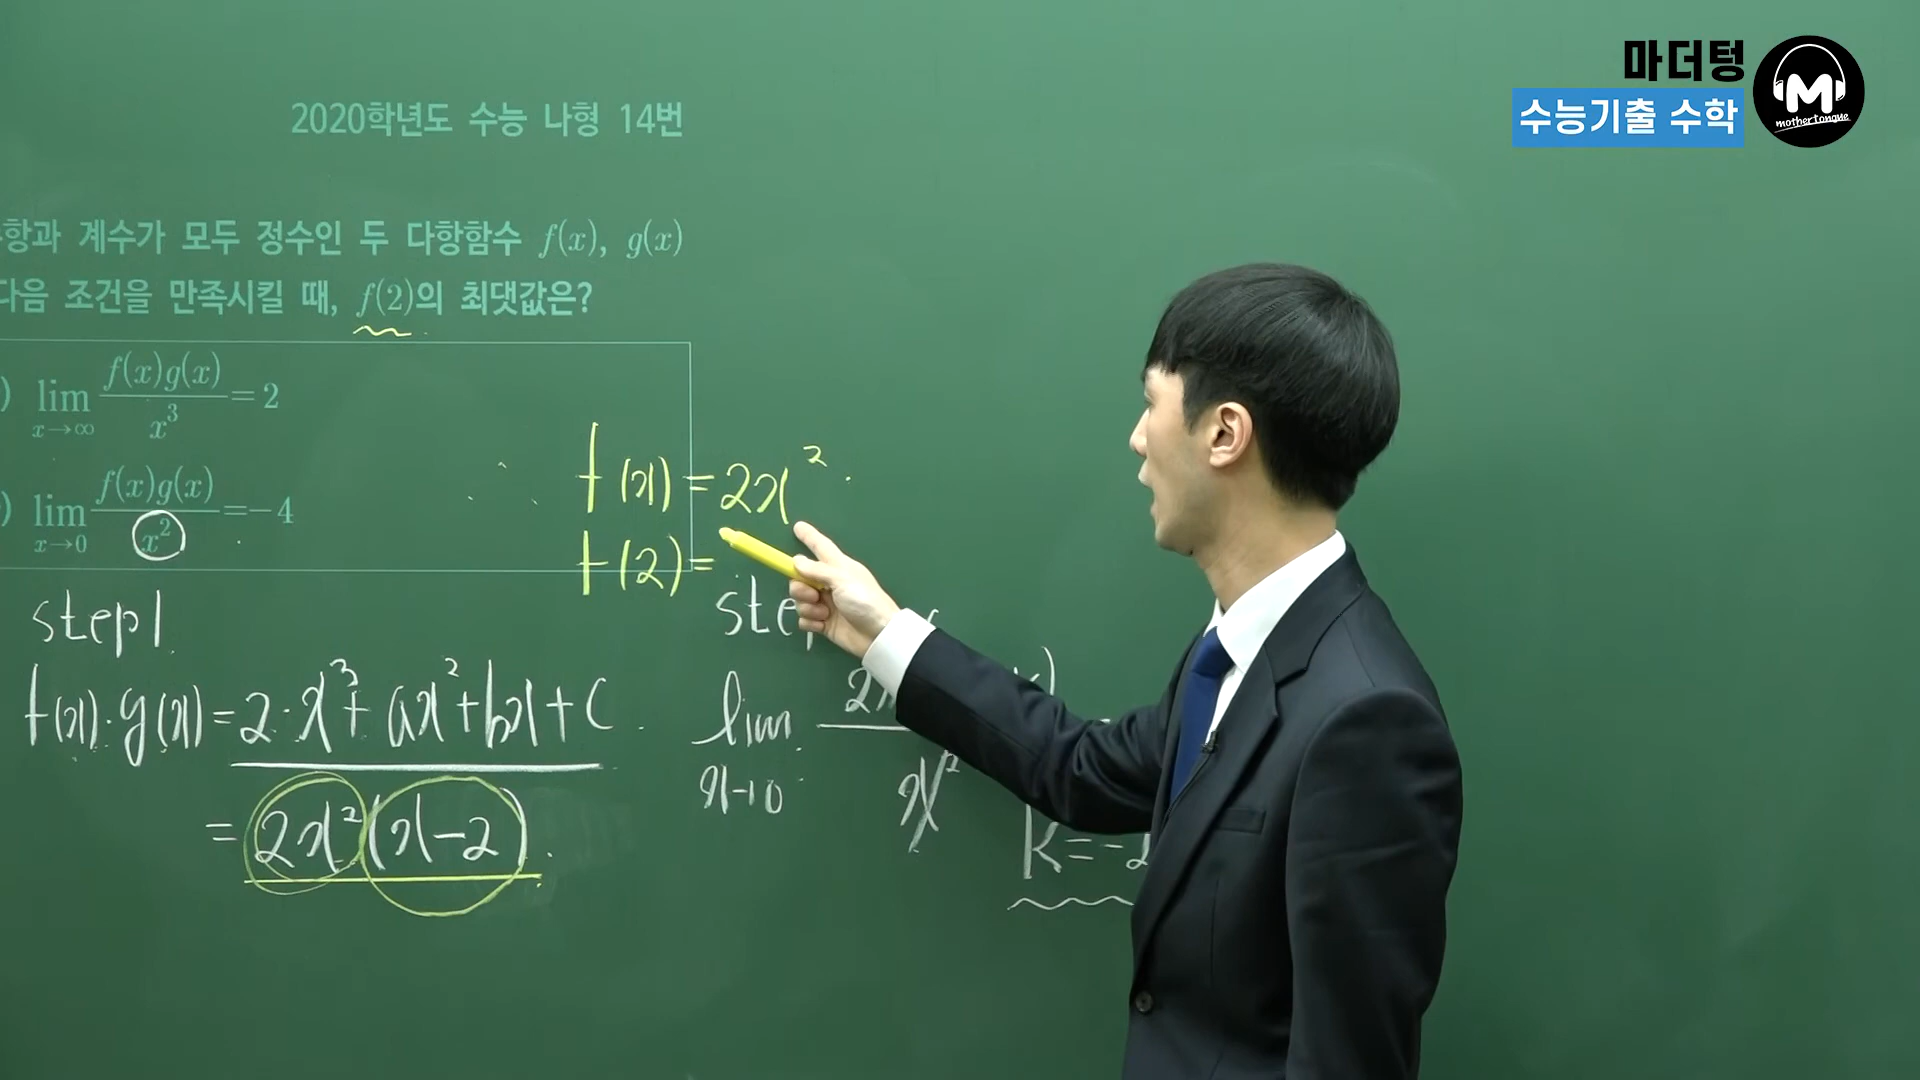 마더텅
수능기출 수학
M
mothertongue
2020학년도 수능 나형 14번
항과 계수가 모두 정수인 두 다항함수 f(x), g(x)
다음 조건을 만족시킬 때, f(2)의 최댓값은?
) lim x→∞ f(x)g(x)/x³ = 2
) lim x→0 f(x)g(x)/x² = -4
∴ f(x) = 2x²
f(2) =
step1.
f(x)·g(x) = 2·x³ + ax² + bx + c
= 2x²(x-2).
lim x→0
x²
k=-2